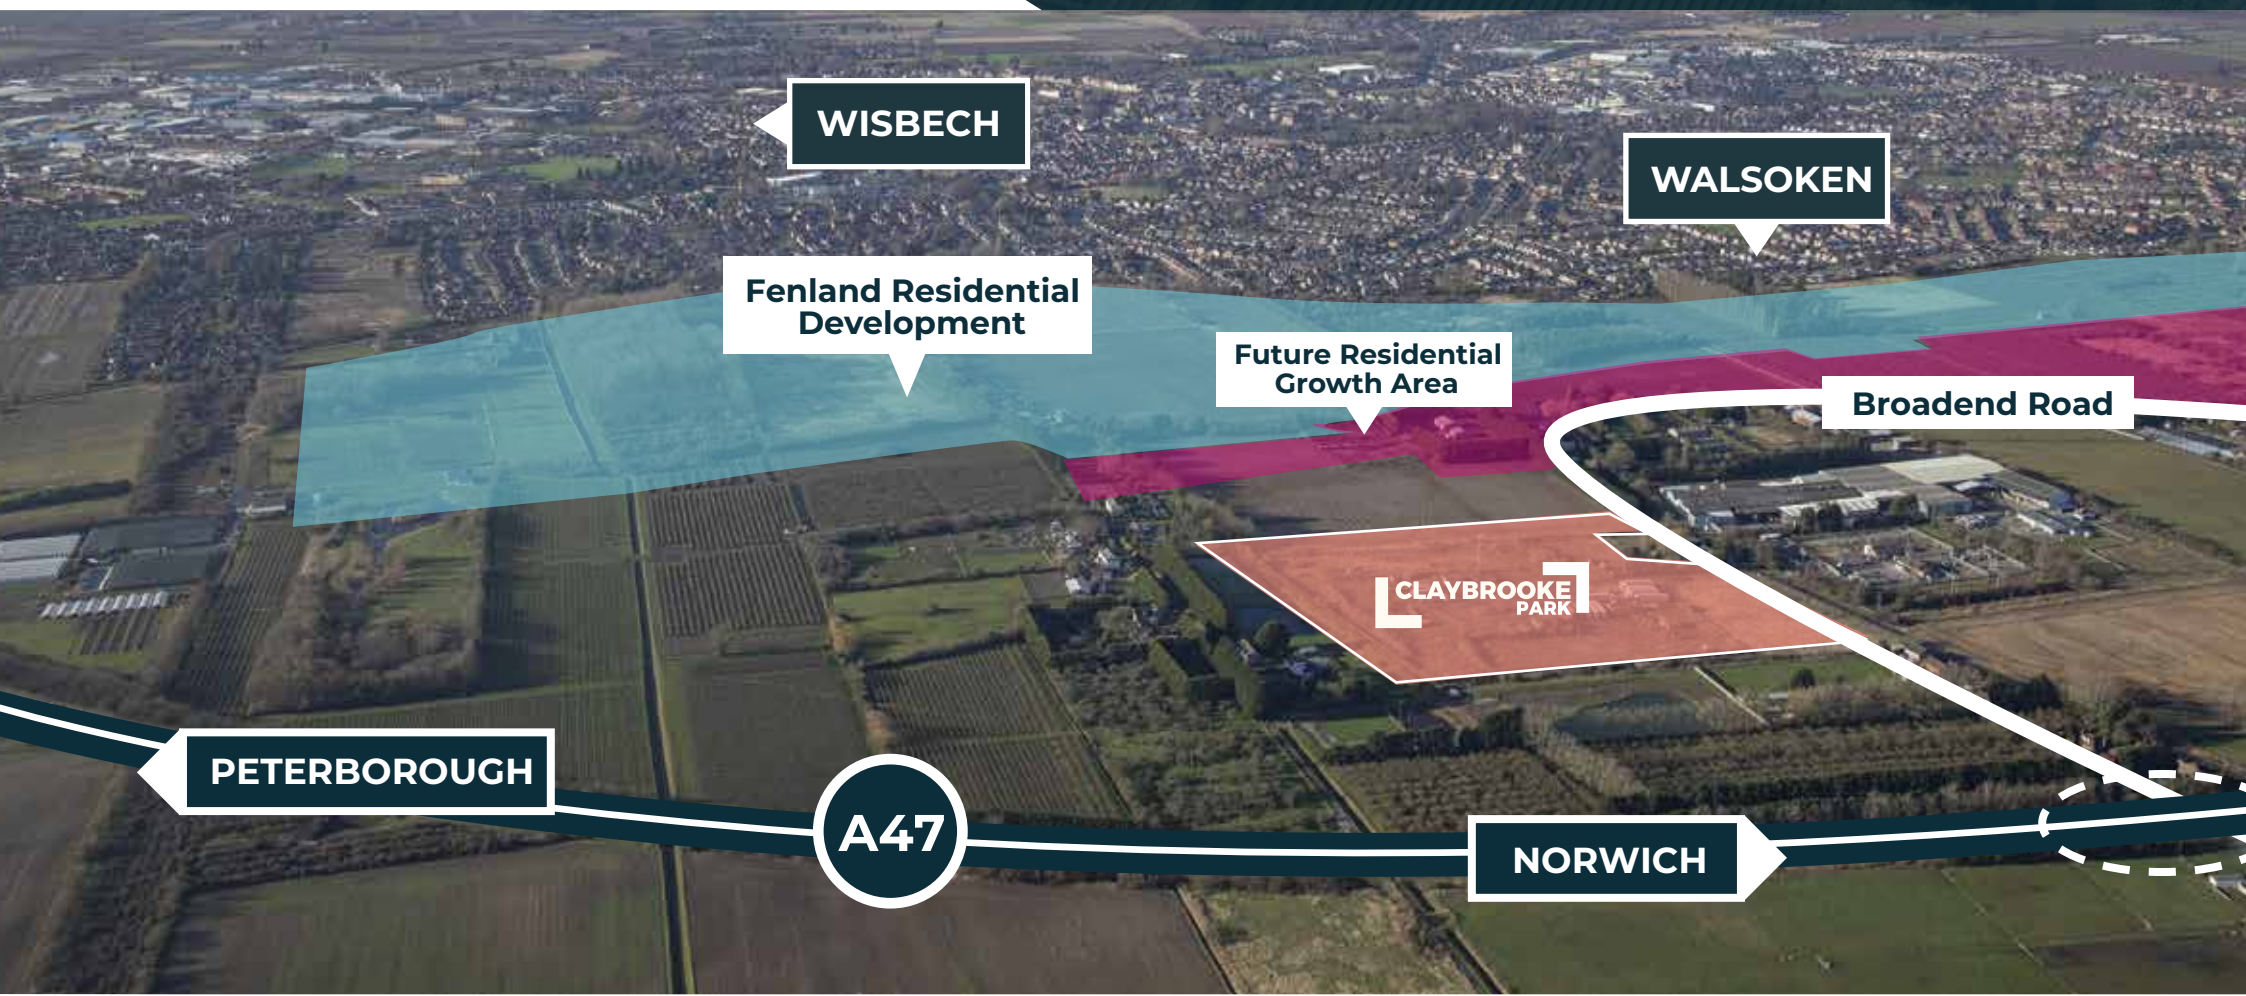 WISBECH
WALSOKEN
Fenland Residential
Development
Future Residential
Growth Area
Broadend Road
CLAYBROOKE
PARK
PETERBOROUGH
A47
NORWICH